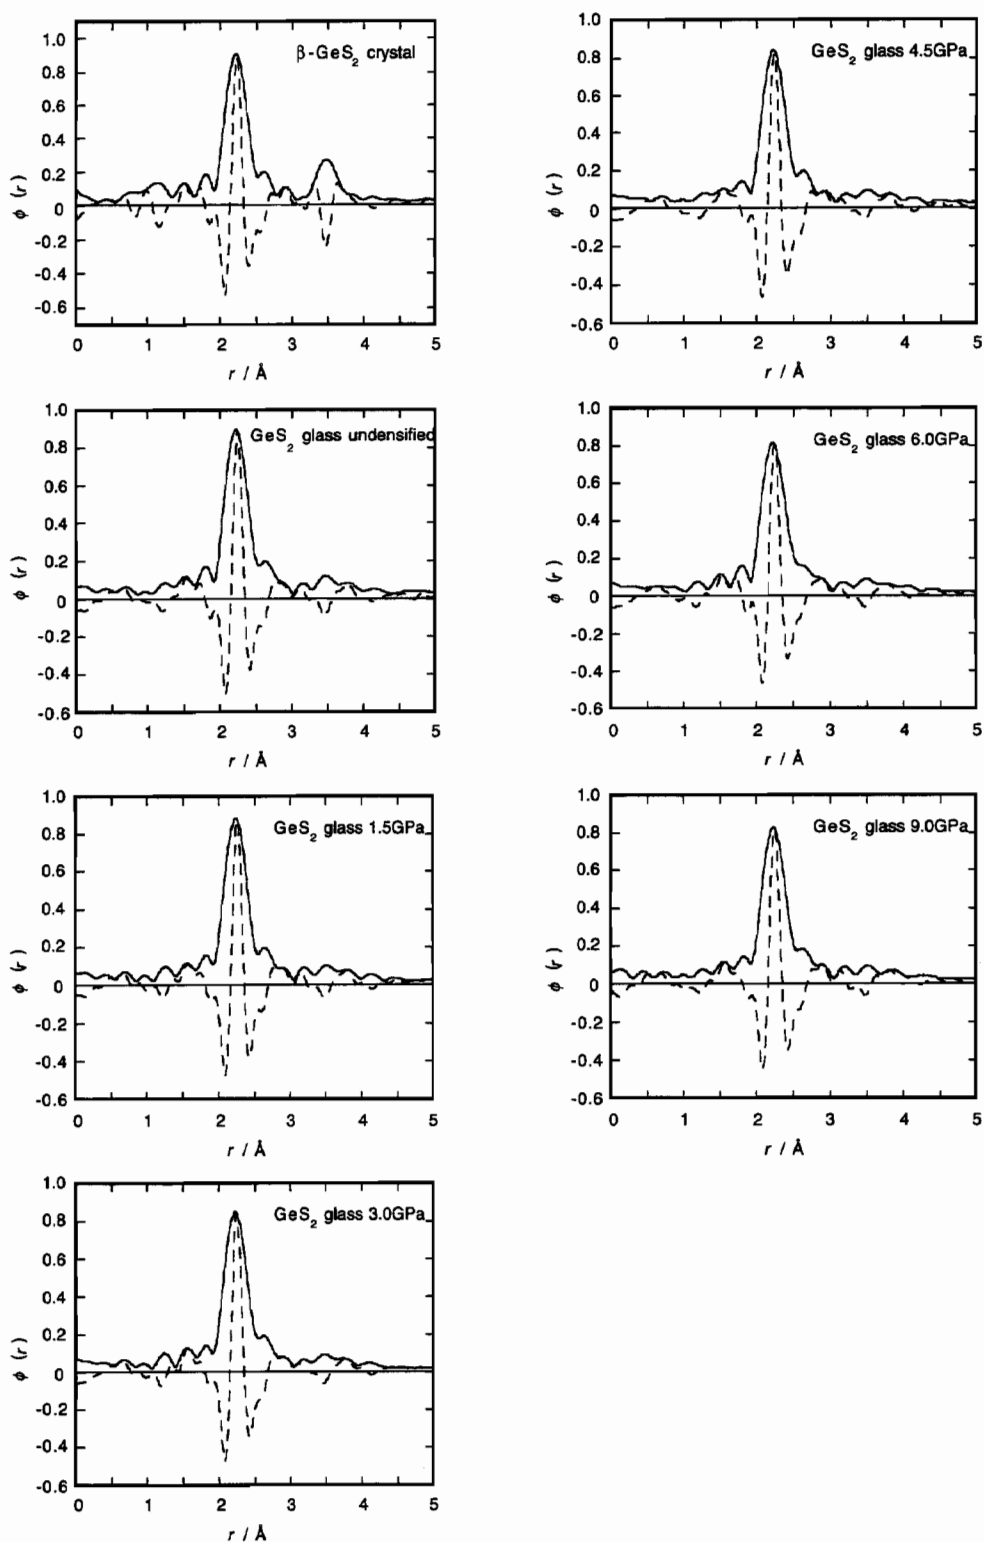 β-GeS₂ crystal
1.0
0.8
0.6
0.4
0.2
0
-0.2
-0.4
-0.6
ϕ (r)
0 1 2 3 4 5
r / Å
GeS₂ glass undensified
1.0
0.8
0.6
0.4
0.2
0
-0.2
-0.4
-0.6
ϕ (r)
0 1 2 3 4 5
r / Å
GeS₂ glass 1.5GPa
1.0
0.8
0.6
0.4
0.2
0
-0.2
-0.4
-0.6
ϕ (r)
0 1 2 3 4 5
r / Å
GeS₂ glass 3.0GPa
1.0
0.8
0.6
0.4
0.2
0
-0.2
-0.4
-0.6
ϕ (r)
0 1 2 3 4 5
r / Å
GeS₂ glass 4.5GPa
1.0
0.8
0.6
0.4
0.2
0
-0.2
-0.4
-0.6
ϕ (r)
0 1 2 3 4 5
r / Å
GeS₂ glass 6.0GPa
1.0
0.8
0.6
0.4
0.2
0
-0.2
-0.4
-0.6
ϕ (r)
0 1 2 3 4 5
r / Å
GeS₂ glass 9.0GPa
1.0
0.8
0.6
0.4
0.2
0
-0.2
-0.4
-0.6
ϕ (r)
0 1 2 3 4 5
r / Å